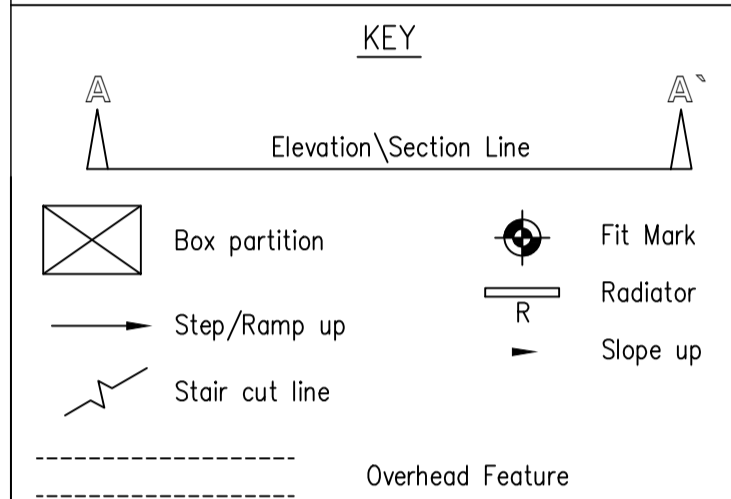 KEY
A A`
Elevation\Section Line
Box partition
Fit Mark
Radiator
R
Step/Ramp up
Slope up
Stair cut line
Overhead Feature